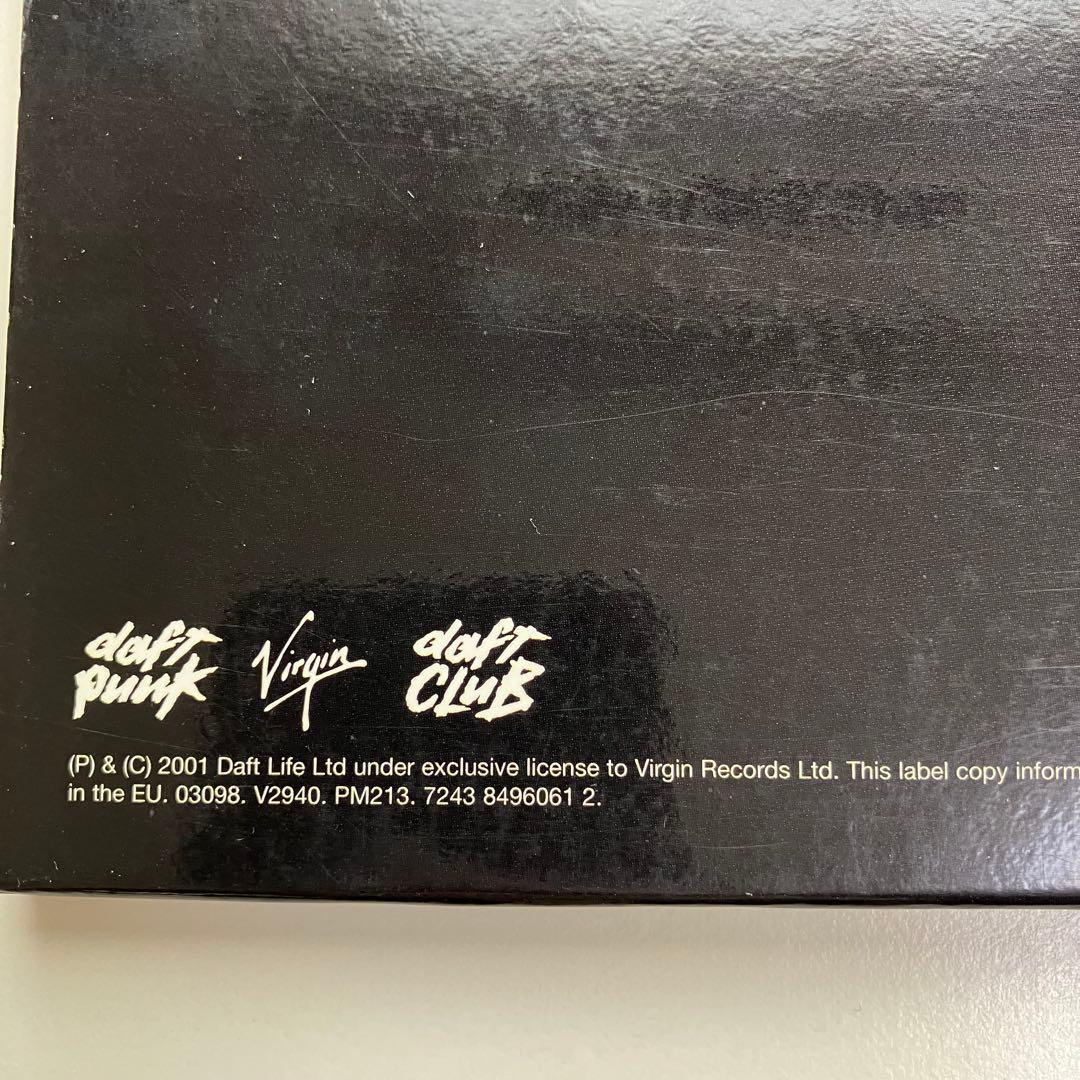 daft punk Virgin daft CLuB
(P) & (C) 2001 Daft Life Ltd under exclusive license to Virgin Records Ltd. This label copy inform
in the EU. 03098. V2940. PM213. 7243 8496061 2.